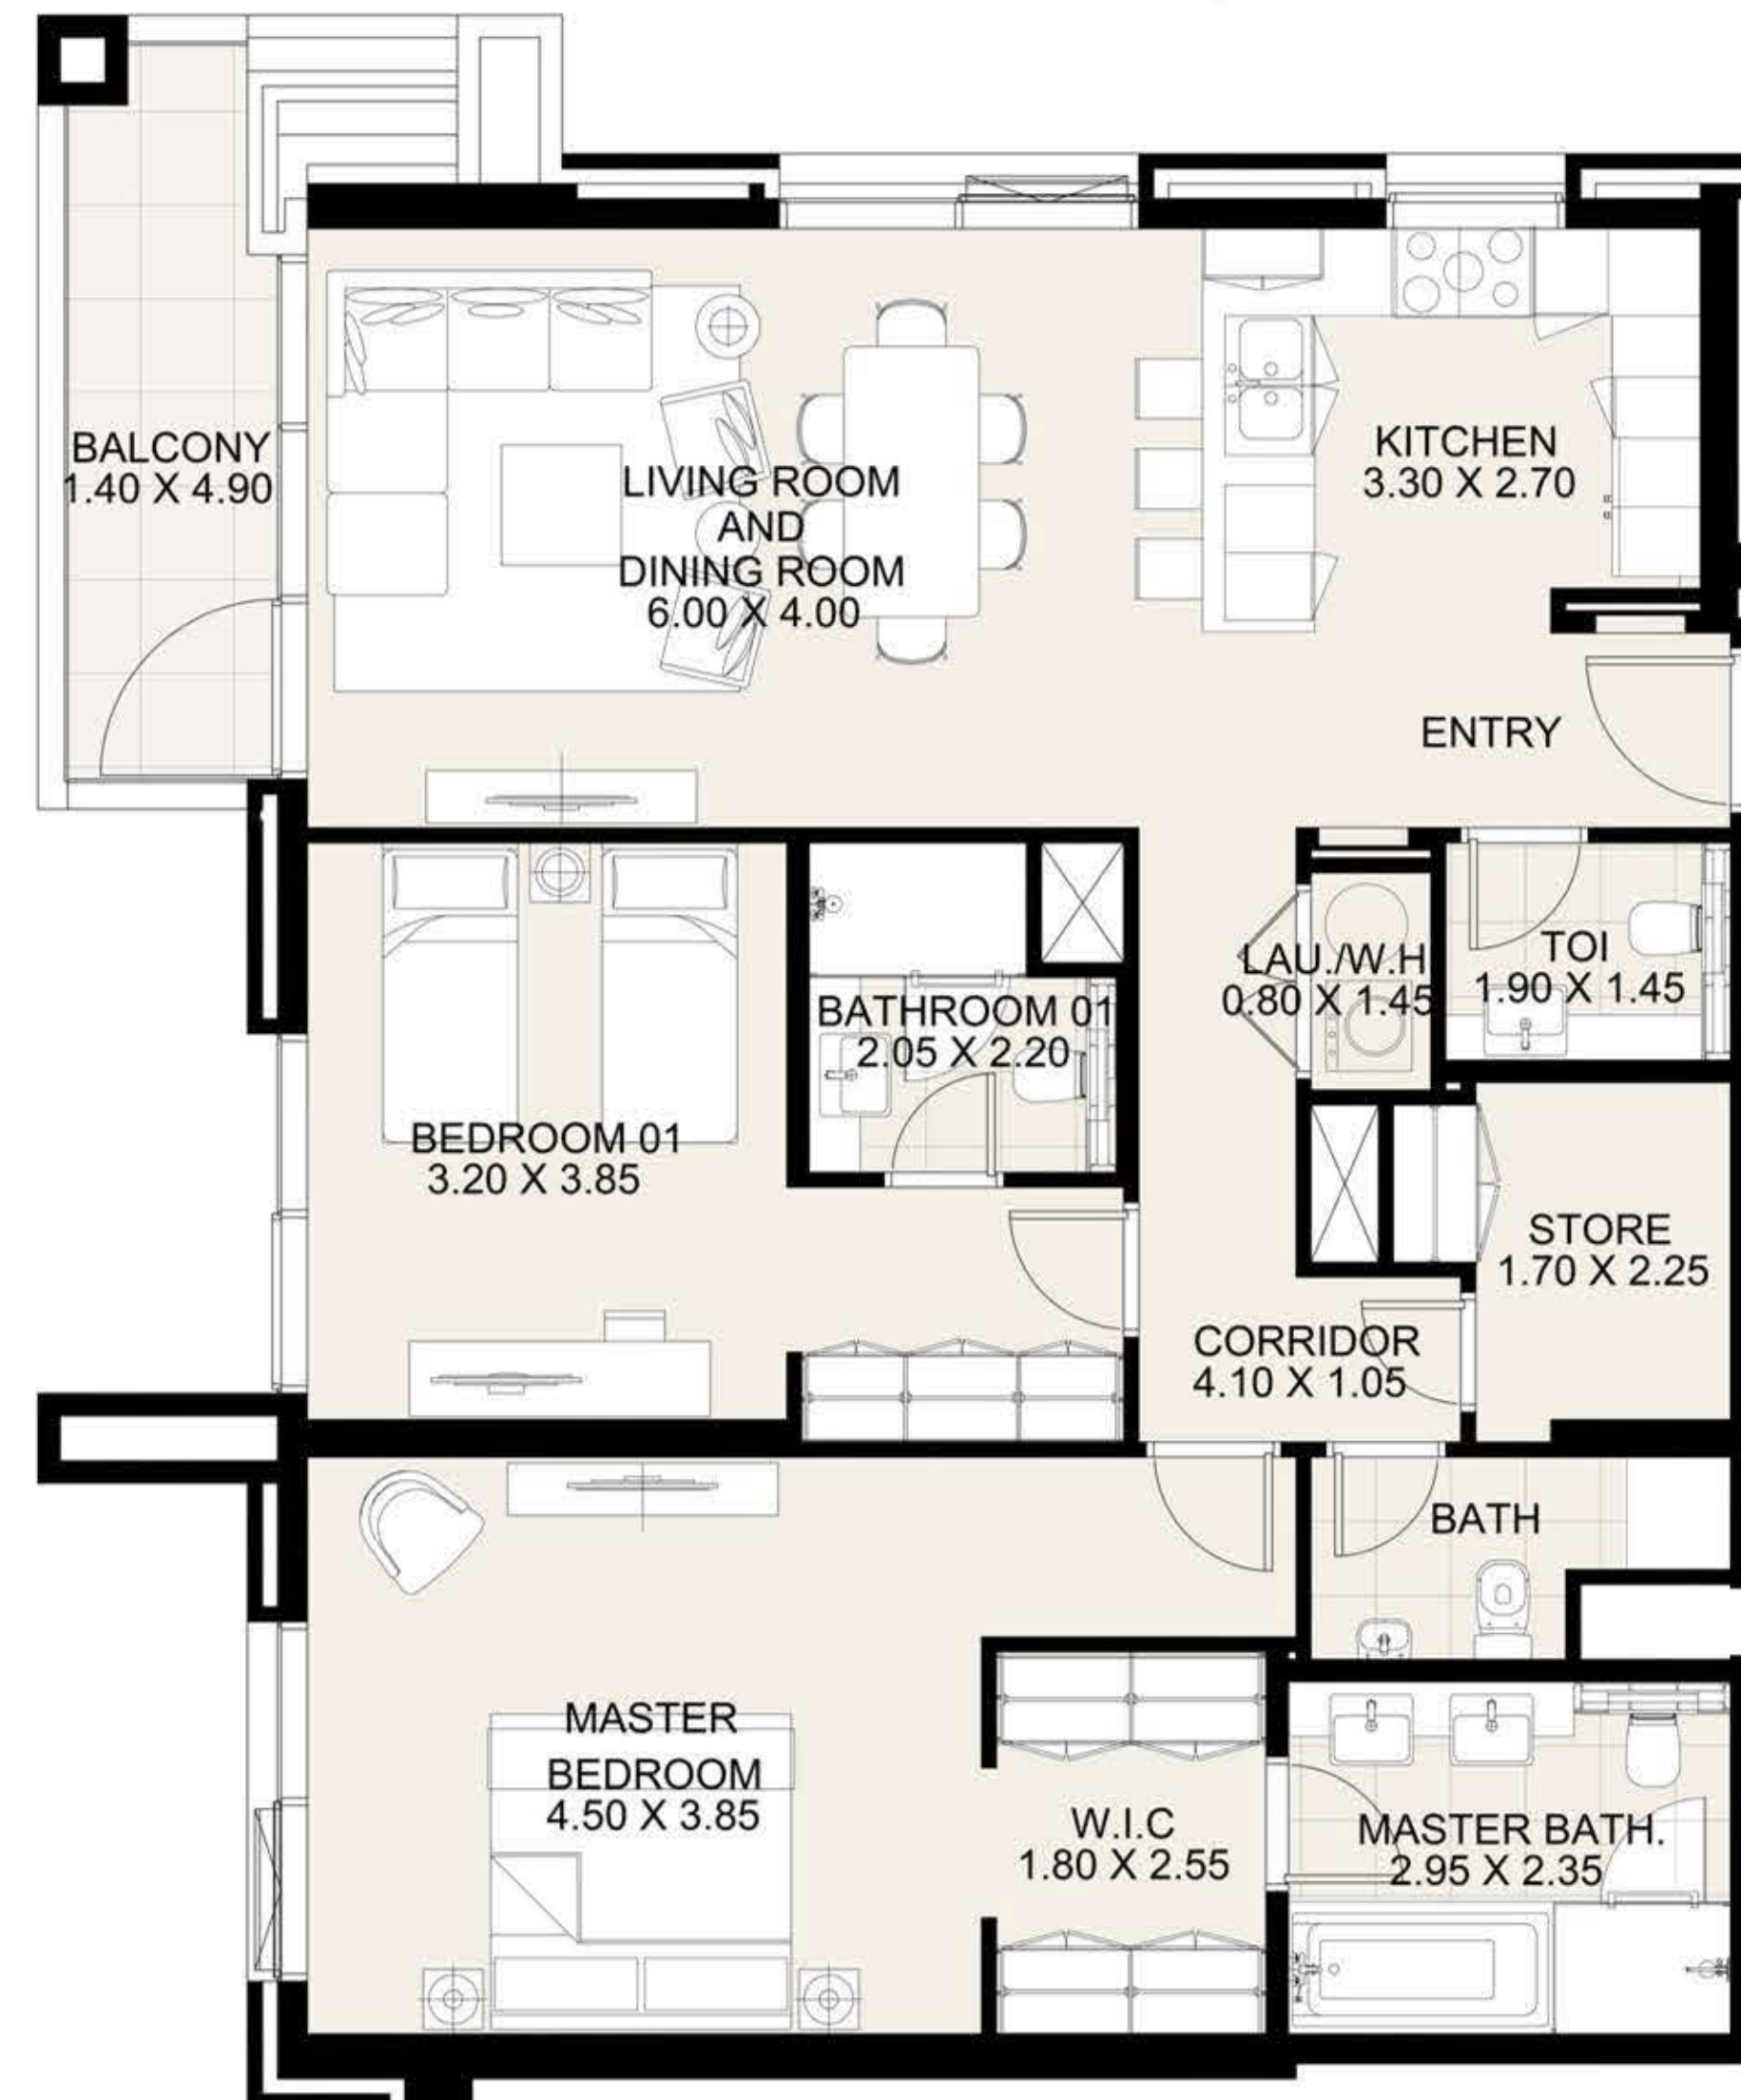 BALCONY
1.40 X 4.90
LIVING ROOM
AND
DINING ROOM
6.00 X 4.00
KITCHEN
3.30 X 2.70
ENTRY
LAU./W.H
0.80 X 1.45
TOI
1.90 X 1.45
BATHROOM 01
2.05 X 2.20
BEDROOM 01
3.20 X 3.85
STORE
1.70 X 2.25
CORRIDOR
4.10 X 1.05
BATH
MASTER
BEDROOM
4.50 X 3.85
W.I.C
1.80 X 2.55
MASTER BATH.
2.95 X 2.35